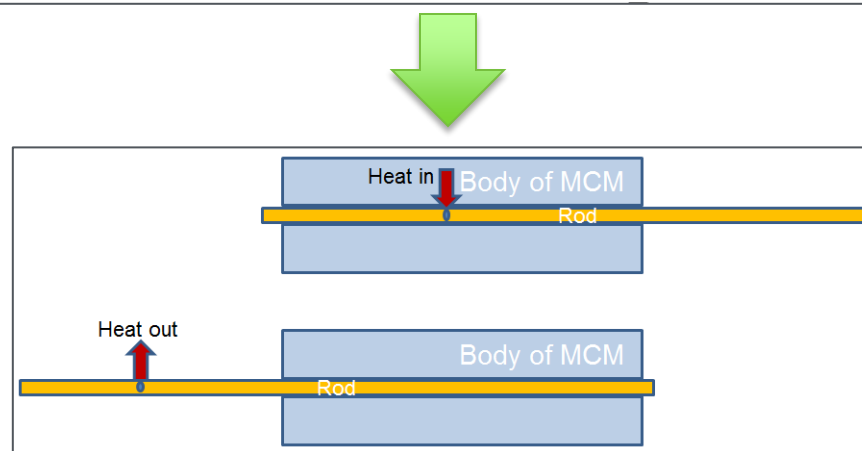 Heat in
Body of MCM
Rod
Heat out
Body of MCM
Rod